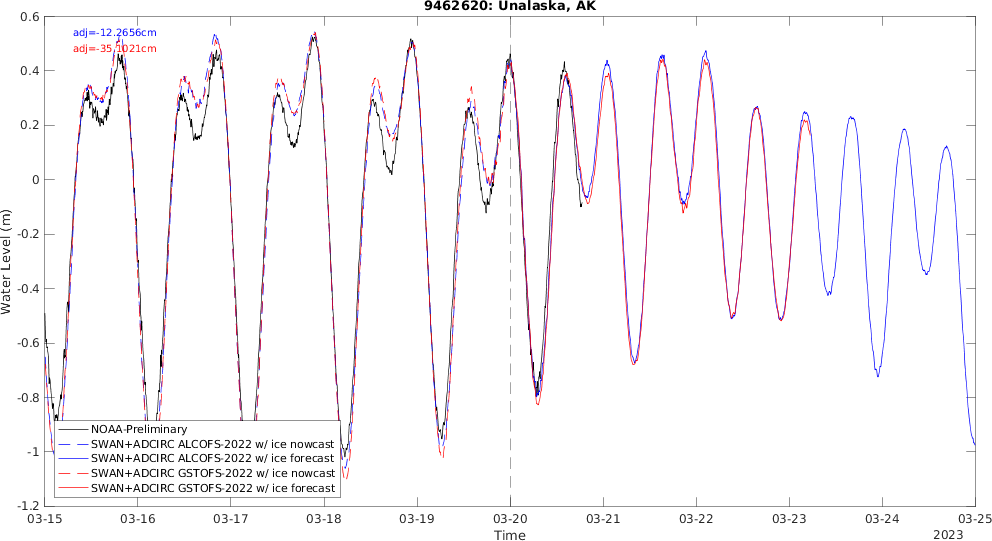 9462620: Unalaska, AK
adj=-12.2656cm
adj=-35.1021cm
0.6
0.4
0.2
0
-0.2
-0.4
-0.6
-0.8
-1
-1.2
Water Level (m)
NOAA-Preliminary
SWAN+ADCIRC ALCOFS-2022 w/ ice nowcast
SWAN+ADCIRC ALCOFS-2022 w/ ice forecast
SWAN+ADCIRC GSTOFS-2022 w/ ice nowcast
SWAN+ADCIRC GSTOFS-2022 w/ ice forecast
03-15 03-16 03-17 03-18 03-19 03-20 03-21 03-22 03-23 03-24 03-25
Time
2023